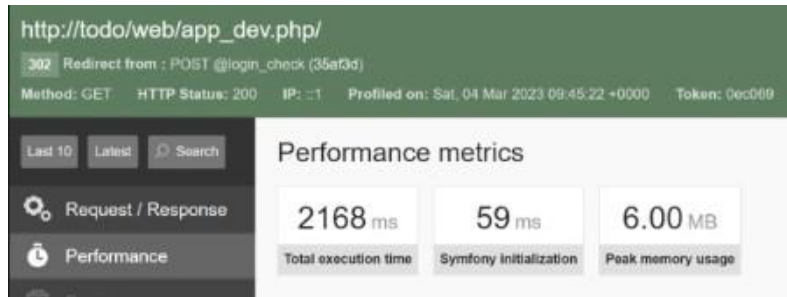 http://todo/web/app_dev.php/
302 Redirect from : POST @login_check (35af3d)
Method: GET HTTP Status: 200 IP: ::1 Profiled on: Sat, 04 Mar 2023 09:45:22 +0000 Token: 0ec069
Last 10 Latest Search
Performance metrics
Request / Response
Performance
2168 ms 59 ms 6.00 MB
Total execution time Symfony initialization Peak memory usage